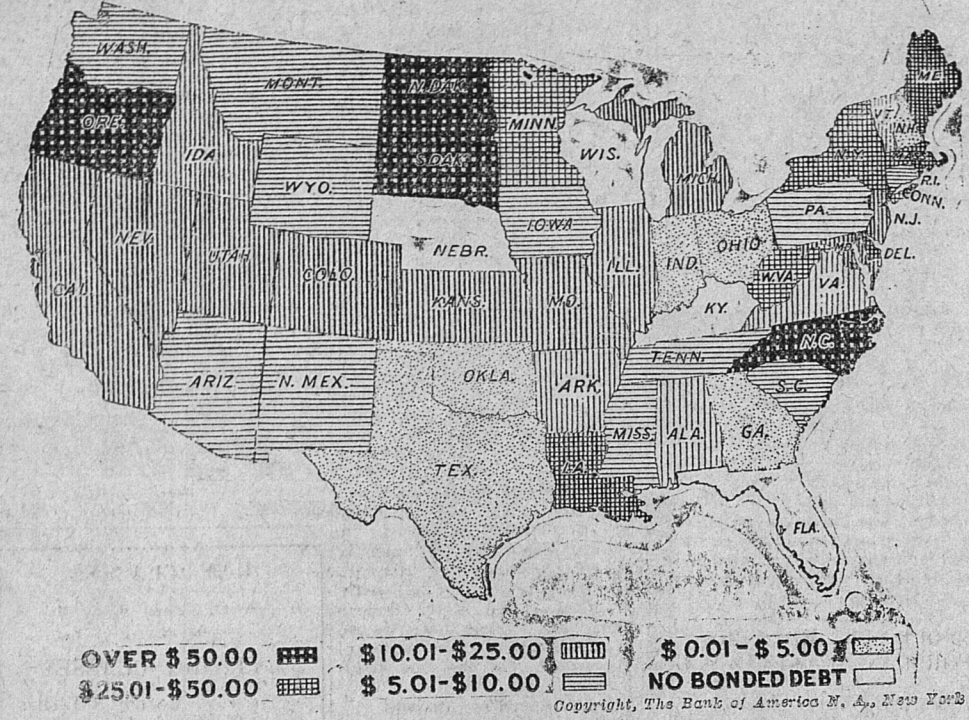 WASH.
MONT.
N. DAK.
MINN.
ME.
ORE.
IDA
S. DAK.
WIS.
MICH.
N.Y.
VT.
N.H.
WYO.
IOWA
PA.
R.I.
CONN.
N.J.
NEV.
UTAH
COLO.
NEBR.
ILL.
IND.
OHIO
W.VA.
VA.
DEL.
CAL.
KANS.
MO.
KY.
N.C.
ARIZ
N. MEX.
OKLA.
ARK.
TENN.
S.C.
TEX.
LA.
MISS.
ALA.
GA.
FLA.
OVER $50.00 $10.01-$25.00 $0.01-$5.00
$25.01-$50.00 $5.01-$10.00 NO BONDED DEBT
Copyright, The Bank of America N. A., New York